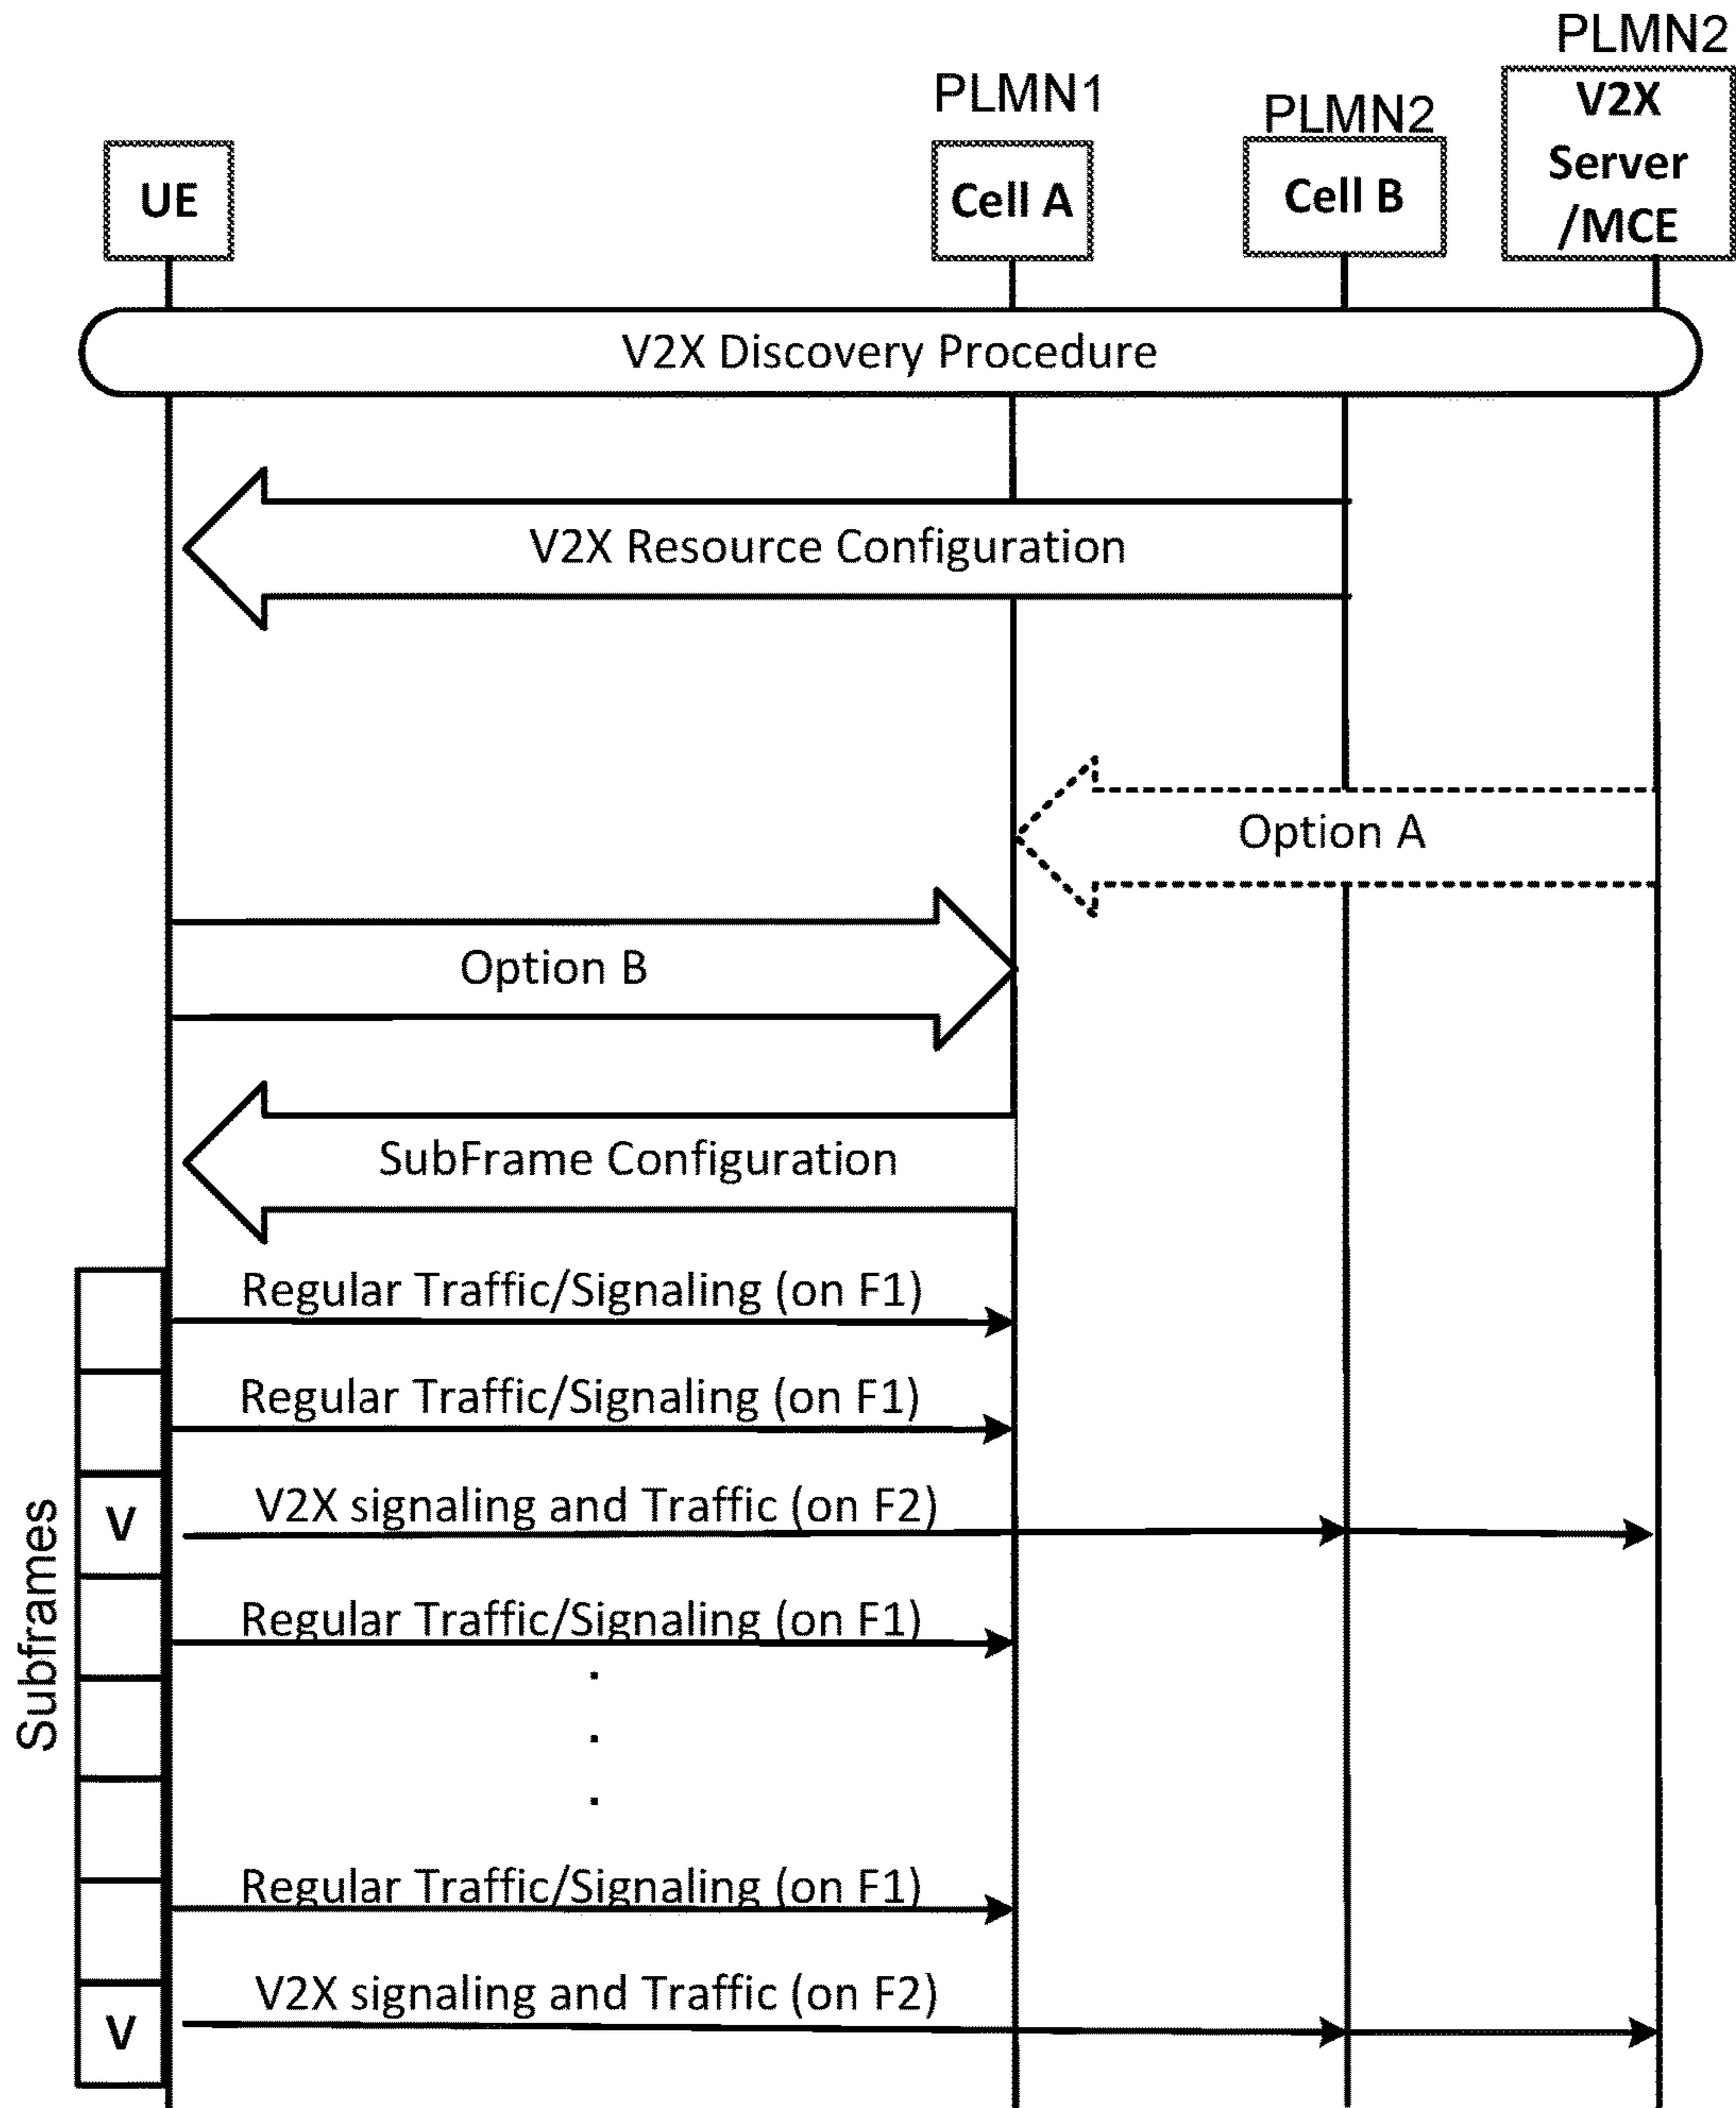 PLMN2
PLMN1
PLMN2
V2X
Server
/MCE
UE
Cell A
Cell B
V2X Discovery Procedure
V2X Resource Configuration
Option A
Option B
SubFrame Configuration
Regular Traffic/Signaling (on F1)
Regular Traffic/Signaling (on F1)
V
V2X signaling and Traffic (on F2)
Regular Traffic/Signaling (on F1)
.
.
.
Subframes
Regular Traffic/Signaling (on F1)
V2X signaling and Traffic (on F2)
V